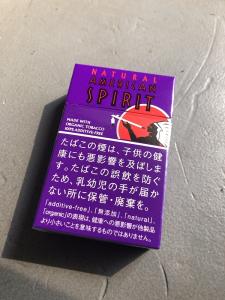 NATURAL
AMERICAN
SPIRIT
MADE WITH
ORGANIC TOBACCO
100% ADDITIVE-FREE
たばこの煙は、子供の健
康にも悪影響を及ぼしま
す。たばこの誤飲を防ぐ
ため、乳幼児の手が届か
ない所に保管・廃棄を。
「additive-free」、「無添加」、「natural」、
「organic」の表現は、健康への悪影響が他製品
より小さいことを意味するものではありません。